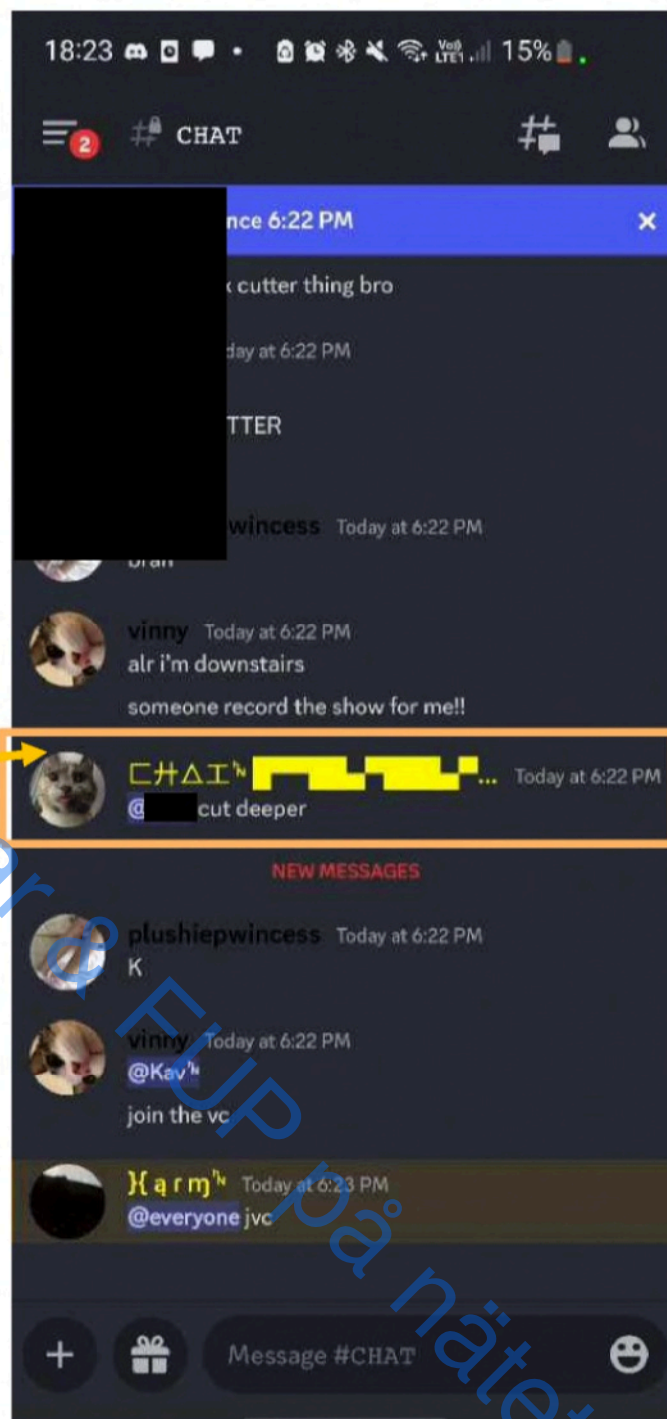 18:23 15%
2 # CHAT
nce 6:22 PM
cutter thing bro
day at 6:22 PM
TTER
wincess Today at 6:22 PM
vinny Today at 6:22 PM
alr i'm downstairs
someone record the show for me!!
Today at 6:22 PM
@ cut deeper
NEW MESSAGES
plushiepwincess Today at 6:22 PM
K
vinny Today at 6:22 PM
@Kav
join the vc
Today at 6:23 PM
@everyone jvc
Message #CHAT
& FUP på nätet